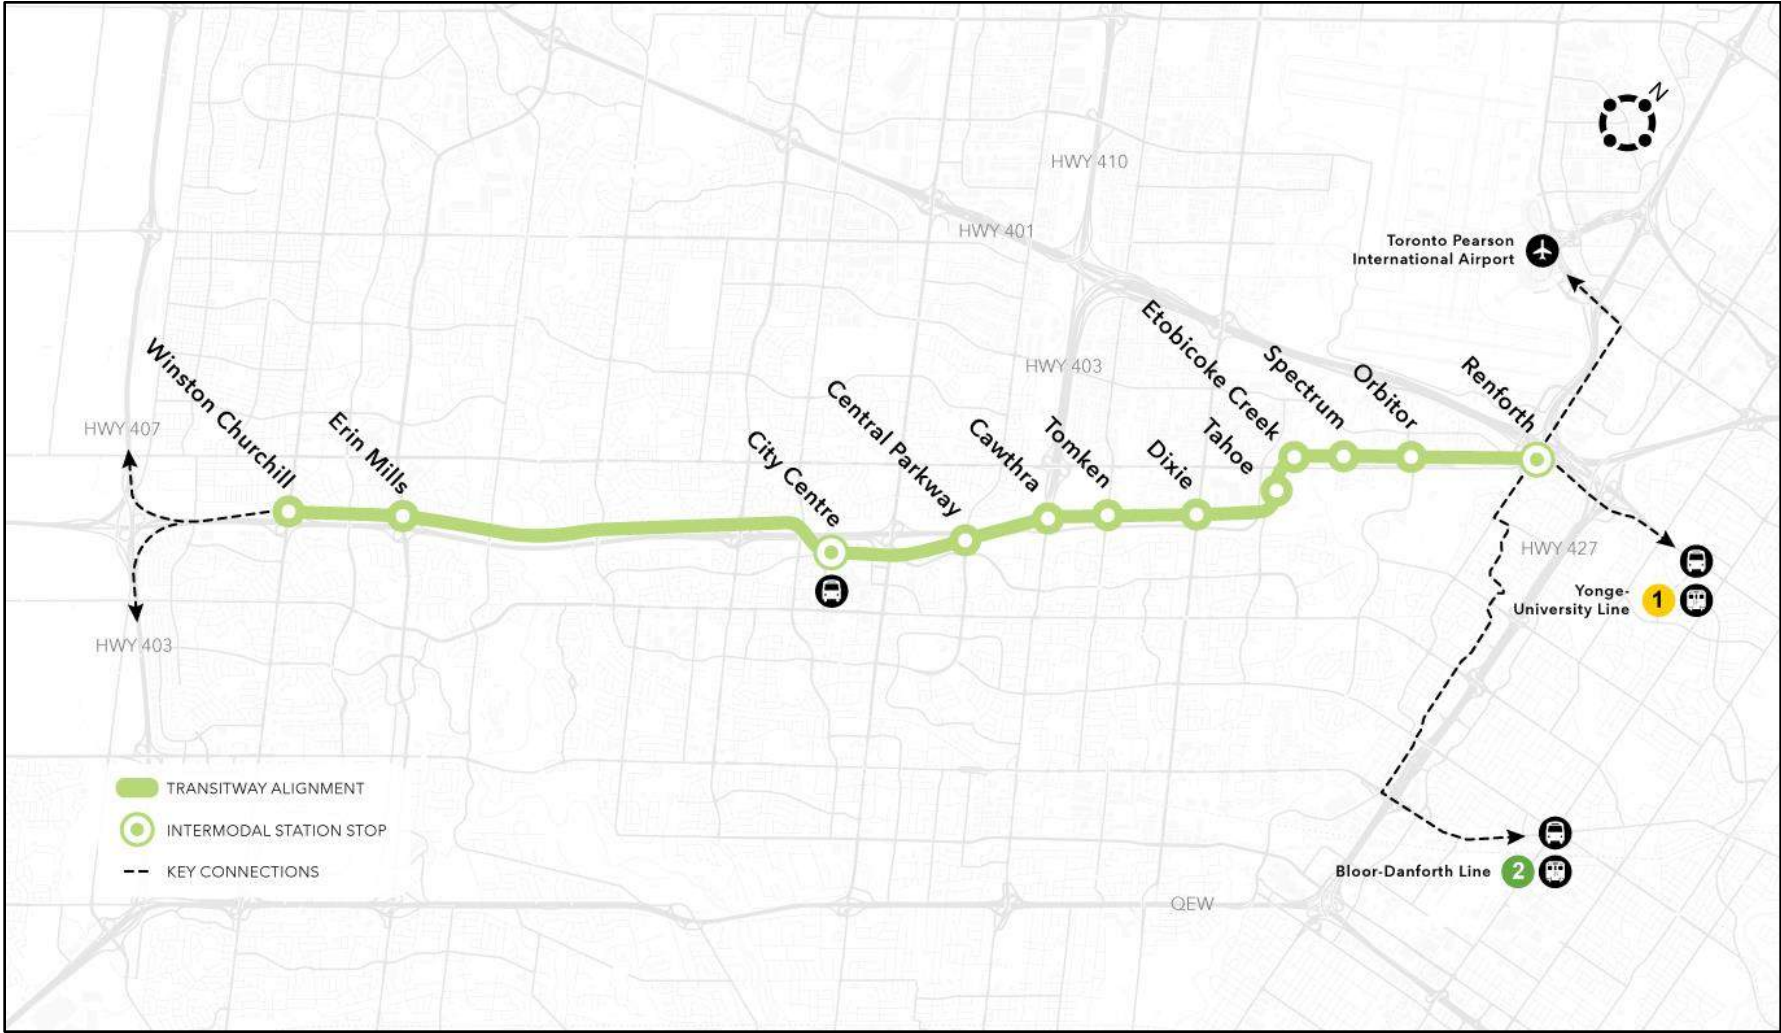 N
HWY 410
HWY 401
Toronto Pearson
International Airport
HWY 403
HWY 407
Winston Churchill
Erin Mills
City Centre
Central Parkway
Cawthra
Tomken
Dixie
Tahoe
Etobicoke Creek
Spectrum
Orbitor
Renforth
HWY 427
Yonge-
University Line 1
HWY 403
TRANSITWAY ALIGNMENT
INTERMODAL STATION STOP
KEY CONNECTIONS
Bloor-Danforth Line 2
QEW